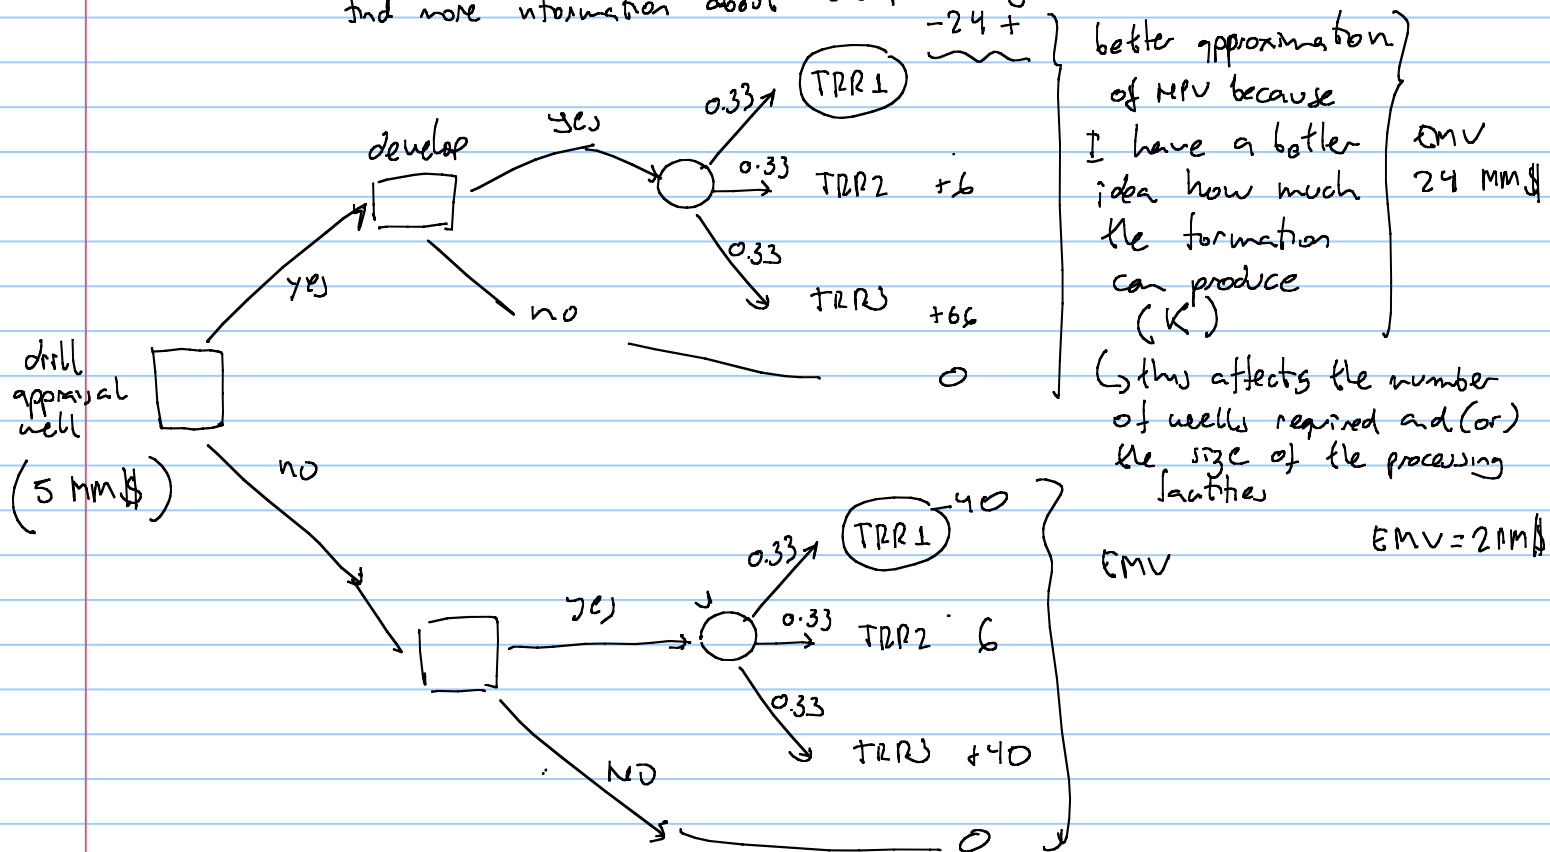 find more information about
-24 +
better approximation
of NPV because
I have a better
idea how much
the formation
can produce
(K)
EMV
24 MM$
↳ this affects the number
of wells required and (or)
the size of the processing
facilities
develop
yes
0.33 TRR1
0.33 TRR2 +6
0.33 TRR3 +66
no
0
yes
drill
appraisal
well
(5 MM$)
no
yes
0.33 TRR1 -40
0.33 TRR2 6
0.33 TRR3 +40
NO
0
EMV
EMV = 2 MM$